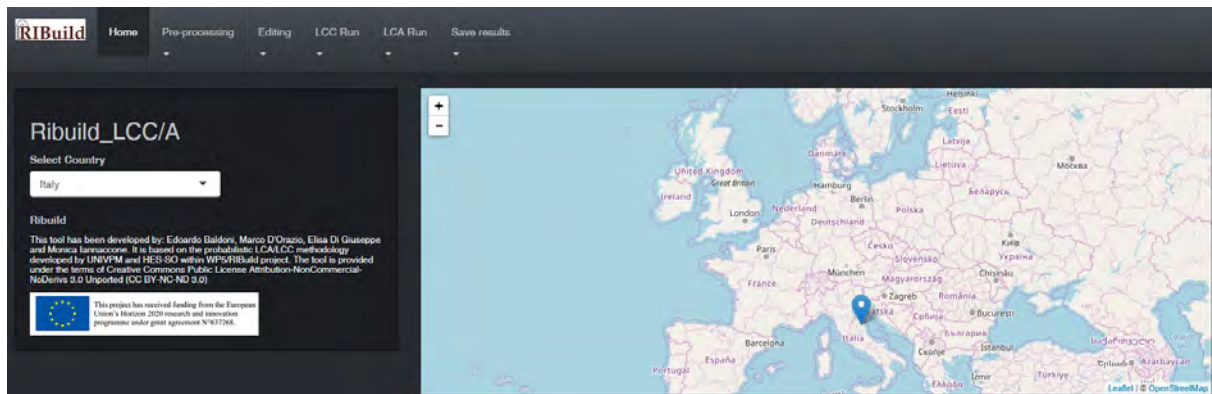 RIBuild
Home
Pre-processing
Editing
LCC Run
LCA Run
Save results
Ribuild_LCC/A
Select Country
Italy
Ribuild
This tool has been developed by: Edoardo Baldoni, Marco D'Orazio, Elisa Di Giuseppe
and Monica Iannaccone. It is based on the probabilistic LCA/LCC methodology
developed by UNIVPM and HES-SO within WP5/RIBuild project. The tool is provided
under the terms of Creative Commons Public License Attribution-NonCommercial-
NoDerivs 3.0 Unported (CC BY-NC-ND 3.0)
This project has received funding from the European
Union's Horizon 2020 research and innovation
programme under grant agreement N°637268.
+
-
Helsinki
Stockholm
Eesti
Latvija
Danmark
Lietuva
Москва
United Kingdom
Great Britain
Ireland
Hamburg
Беларусь
London
Nederland
Berlin
Polska
Deutschland
Paris
Česko
Київ
Slovensko
Україна
München
Magyarország
Chișinău
France
Zagreb
România
Србија
București
Italia
България
Barcelona
Скопје
İstanbul
España
Portugal
Ελλάδα
İzmir
Türkiye
Azərbaycan
Leaflet | © OpenStreetMap